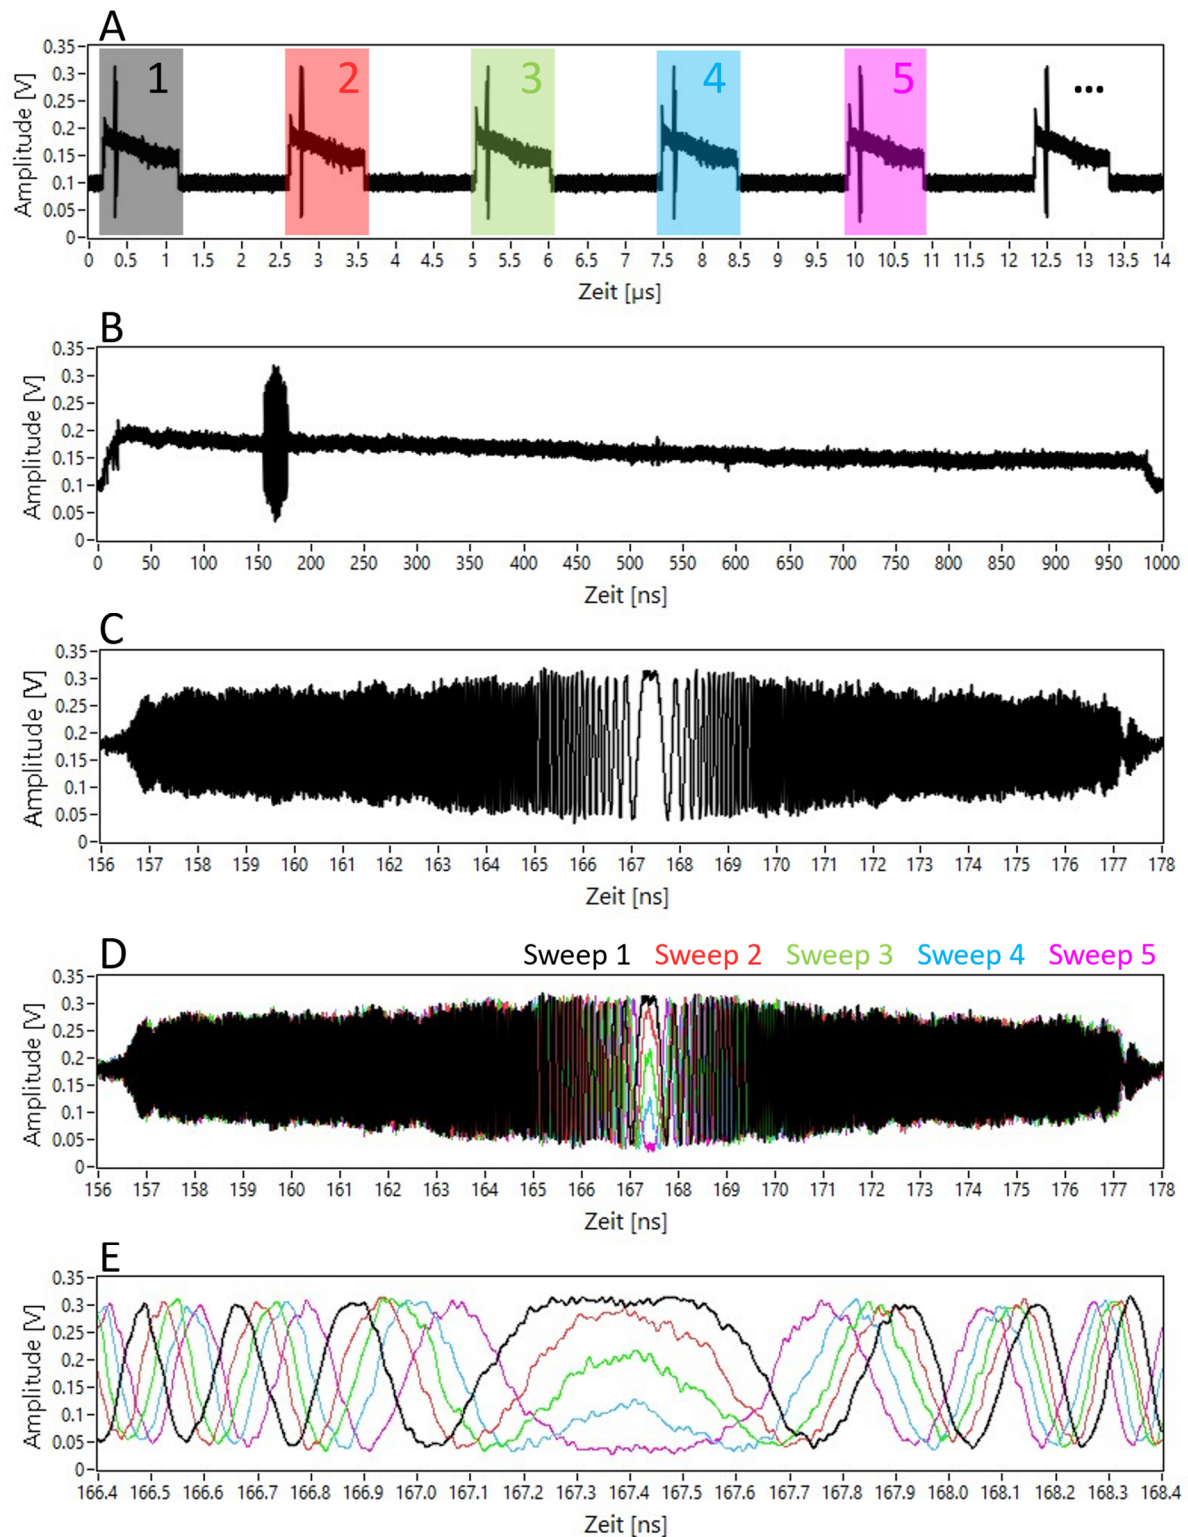 A
0.35
0.3
0.25
0.2
0.15
0.1
0.05
0
Amplitude [V]
1 2 3 4 5 ...
0 0.5 1 1.5 2 2.5 3 3.5 4 4.5 5 5.5 6 6.5 7 7.5 8 8.5 9 9.5 10 10.5 11 11.5 12 12.5 13 13.5 14
Zeit [µs]
B
0.35
0.3
0.25
0.2
0.15
0.1
0.05
0
Amplitude [V]
0 50 100 150 200 250 300 350 400 450 500 550 600 650 700 750 800 850 900 950 1000
Zeit [ns]
C
0.35
0.3
0.25
0.2
0.15
0.1
0.05
0
Amplitude [V]
156 157 158 159 160 161 162 163 164 165 166 167 168 169 170 171 172 173 174 175 176 177 178
Zeit [ns]
D
Sweep 1 Sweep 2 Sweep 3 Sweep 4 Sweep 5
0.35
0.3
0.25
0.2
0.15
0.1
0.05
0
Amplitude [V]
156 157 158 159 160 161 162 163 164 165 166 167 168 169 170 171 172 173 174 175 176 177 178
Zeit [ns]
E
0.35
0.3
0.25
0.2
0.15
0.1
0.05
0
Amplitude [V]
166.4 166.5 166.6 166.7 166.8 166.9 167.0 167.1 167.2 167.3 167.4 167.5 167.6 167.7 167.8 167.9 168.0 168.1 168.2 168.3 168.4
Zeit [ns]